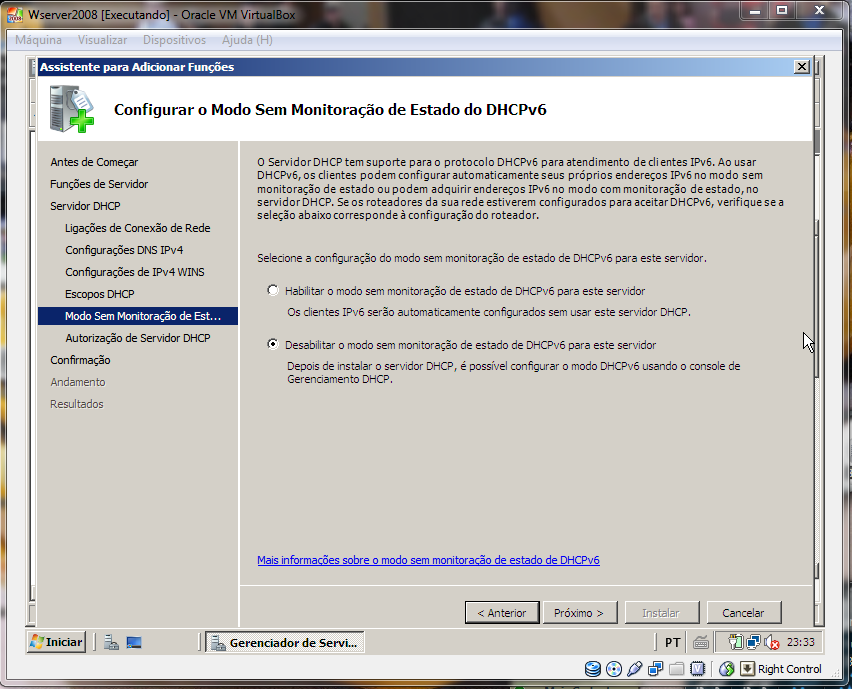 Wserver2008 [Executando] - Oracle VM VirtualBox
Máquina Visualizar Dispositivos Ajuda (H)
Assistente para Adicionar Funções
Configurar o Modo Sem Monitoração de Estado do DHCPv6
Antes de Começar
Funções de Servidor
Servidor DHCP
Ligações de Conexão de Rede
Configurações DNS IPv4
Configurações de IPv4 WINS
Escopos DHCP
Modo Sem Monitoração de Est...
Autorização de Servidor DHCP
Confirmação
Andamento
Resultados
O Servidor DHCP tem suporte para o protocolo DHCPv6 para atendimento de clientes IPv6. Ao usar
DHCPv6, os clientes podem configurar automaticamente seus próprios endereços IPv6 no modo sem
monitoração de estado ou podem adquirir endereços IPv6 no modo com monitoração de estado, no
servidor DHCP. Se os roteadores da sua rede estiverem configurados para aceitar DHCPv6, verifique se a
seleção abaixo corresponde à configuração do roteador.
Selecione a configuração do modo sem monitoração de estado de DHCPv6 para este servidor.
Habilitar o modo sem monitoração de estado de DHCPv6 para este servidor
Os clientes IPv6 serão automaticamente configurados sem usar este servidor DHCP.
Desabilitar o modo sem monitoração de estado de DHCPv6 para este servidor
Depois de instalar o servidor DHCP, é possível configurar o modo DHCPv6 usando o console de
Gerenciamento DHCP.
Mais informações sobre o modo sem monitoração de estado de DHCPv6
< Anterior Próximo > Instalar Cancelar
Iniciar Gerenciador de Servi... PT 23:33
Right Control